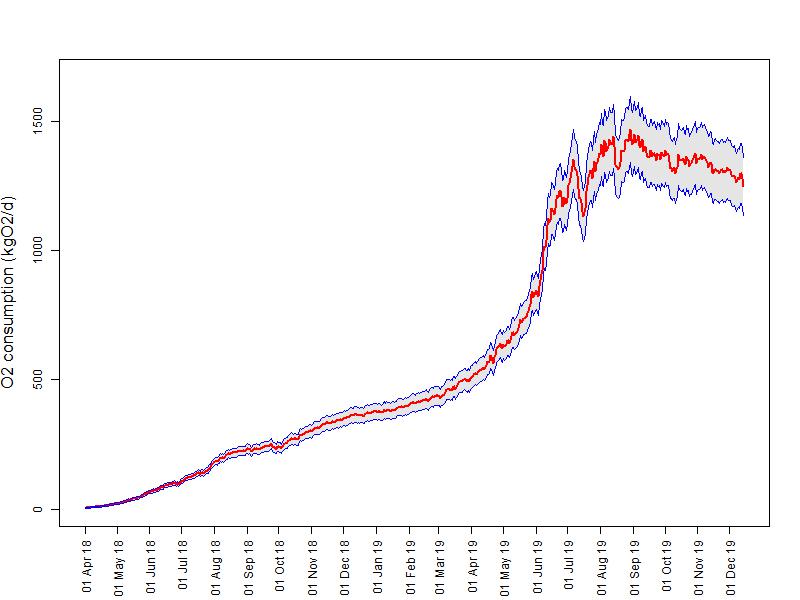 O2 consumption (kgO2/d)
1500
1000
500
0
01 Apr 18
01 May 18
01 Jun 18
01 Jul 18
01 Aug 18
01 Sep 18
01 Oct 18
01 Nov 18
01 Dec 18
01 Jan 19
01 Feb 19
01 Mar 19
01 Apr 19
01 May 19
01 Jun 19
01 Jul 19
01 Aug 19
01 Sep 19
01 Oct 19
01 Nov 19
01 Dec 19